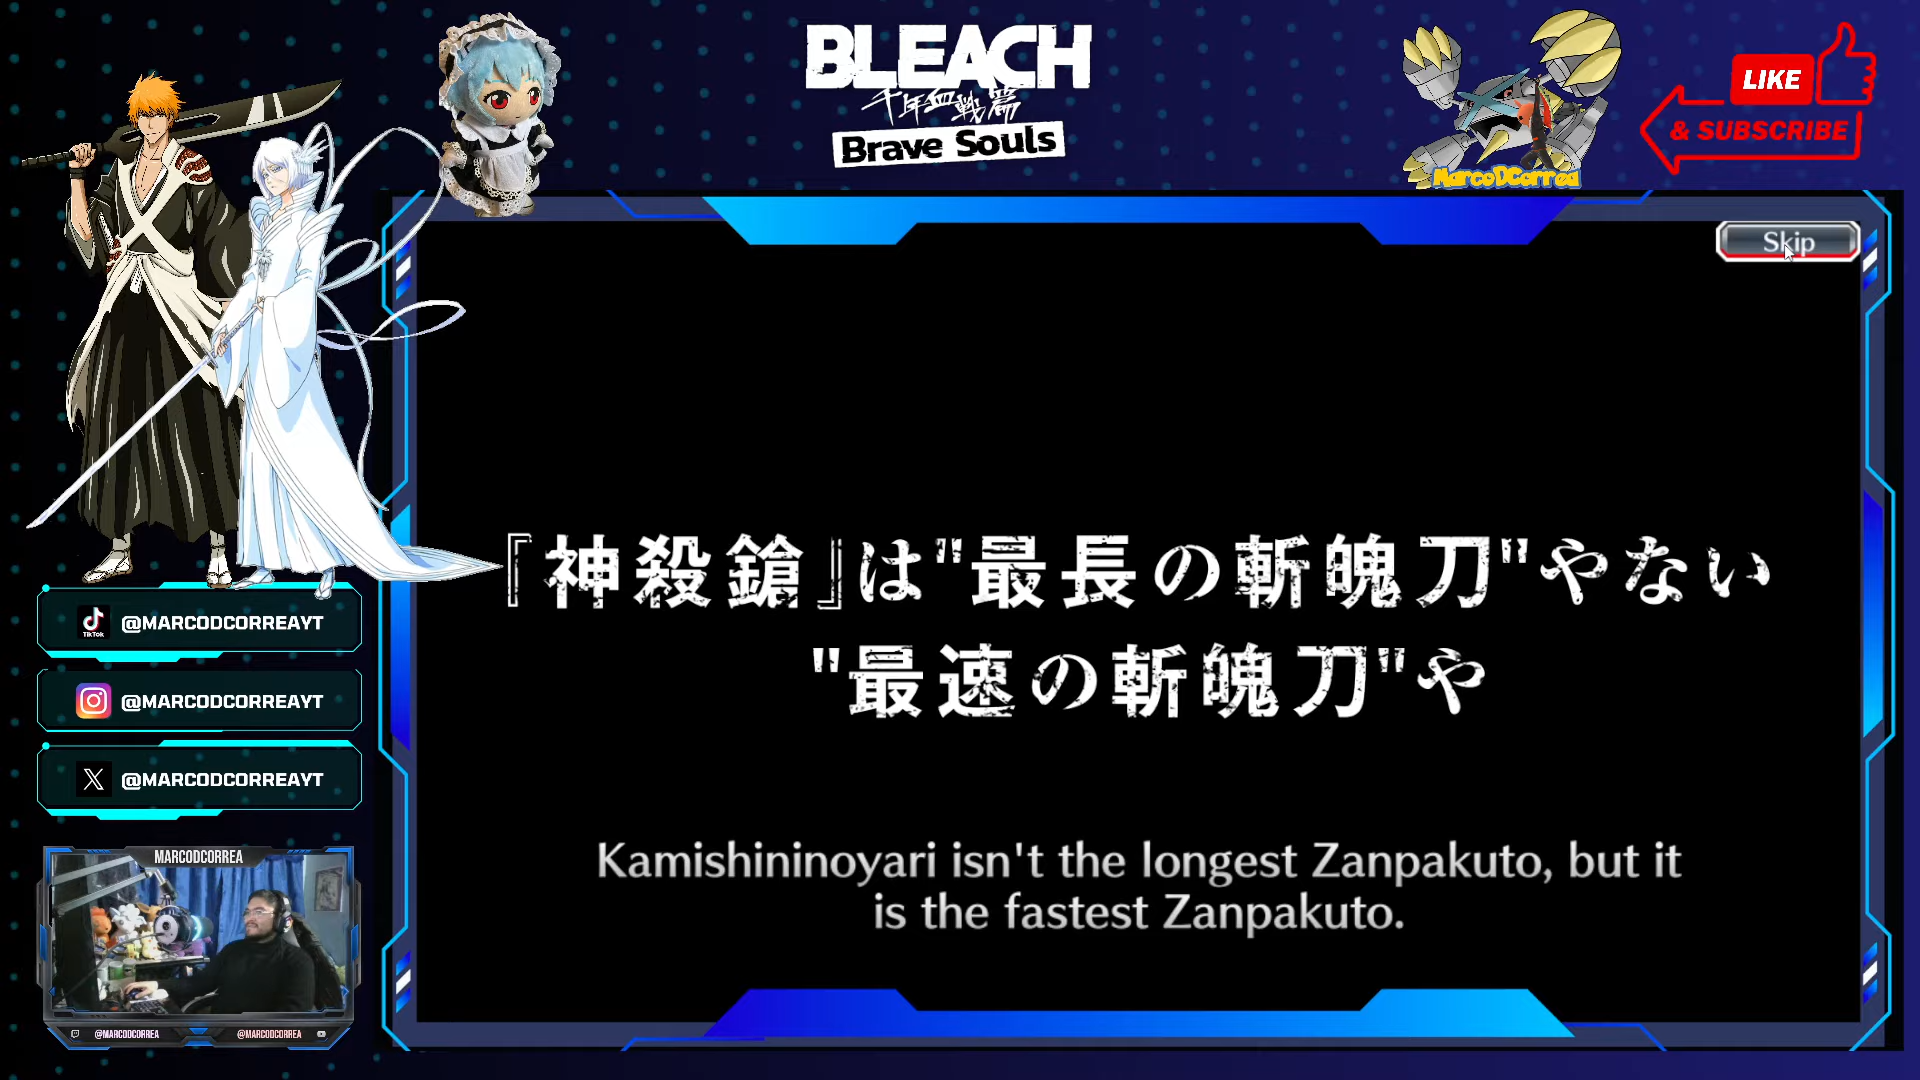 BLEACH
千年血戦篇
Brave Souls
MarcoDCorrea
LIKE
& SUBSCRIBE
Skip
『神殺鎗』は"最長の斬魄刀"やない
"最速の斬魄刀"や
Kamishininoyari isn't the longest Zanpakuto, but it
is the fastest Zanpakuto.
TikTok
@MARCODCORREAYT
@MARCODCORREAYT
@MARCODCORREAYT
MARCODCORREA
@MARCODCORREA
@MARCODCORREA